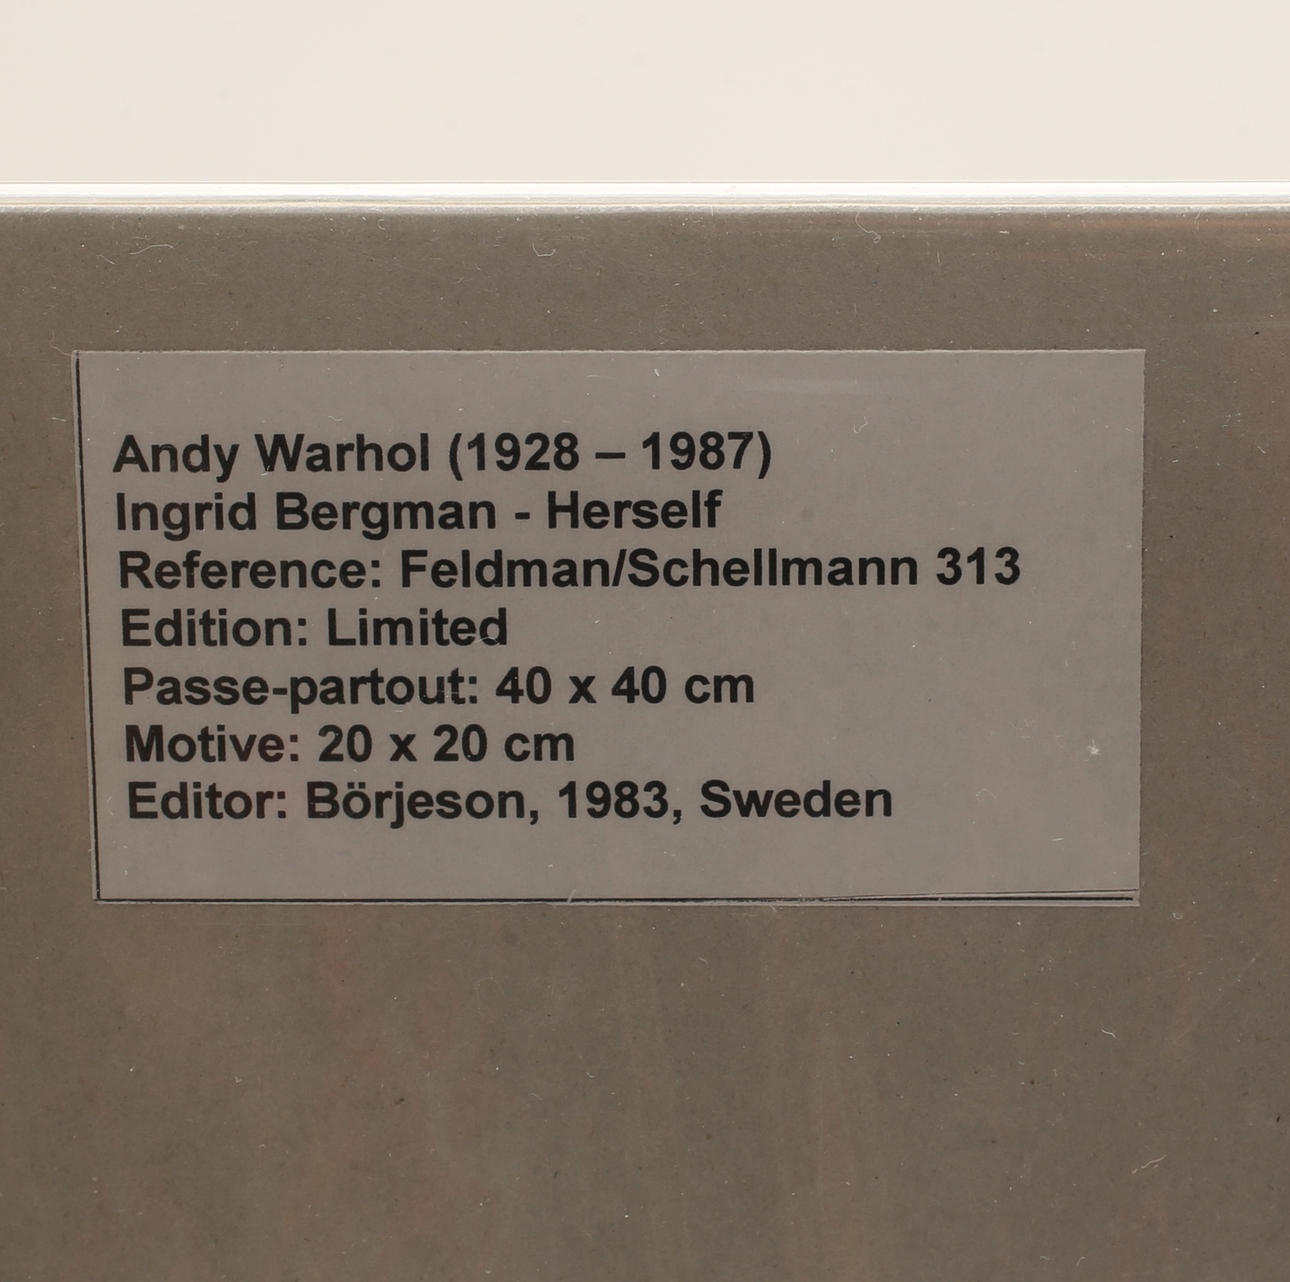 Andy Warhol (1928 – 1987)
Ingrid Bergman - Herself
Reference: Feldman/Schellmann 313
Edition: Limited
Passe-partout: 40 x 40 cm
Motive: 20 x 20 cm
Editor: Börjeson, 1983, Sweden